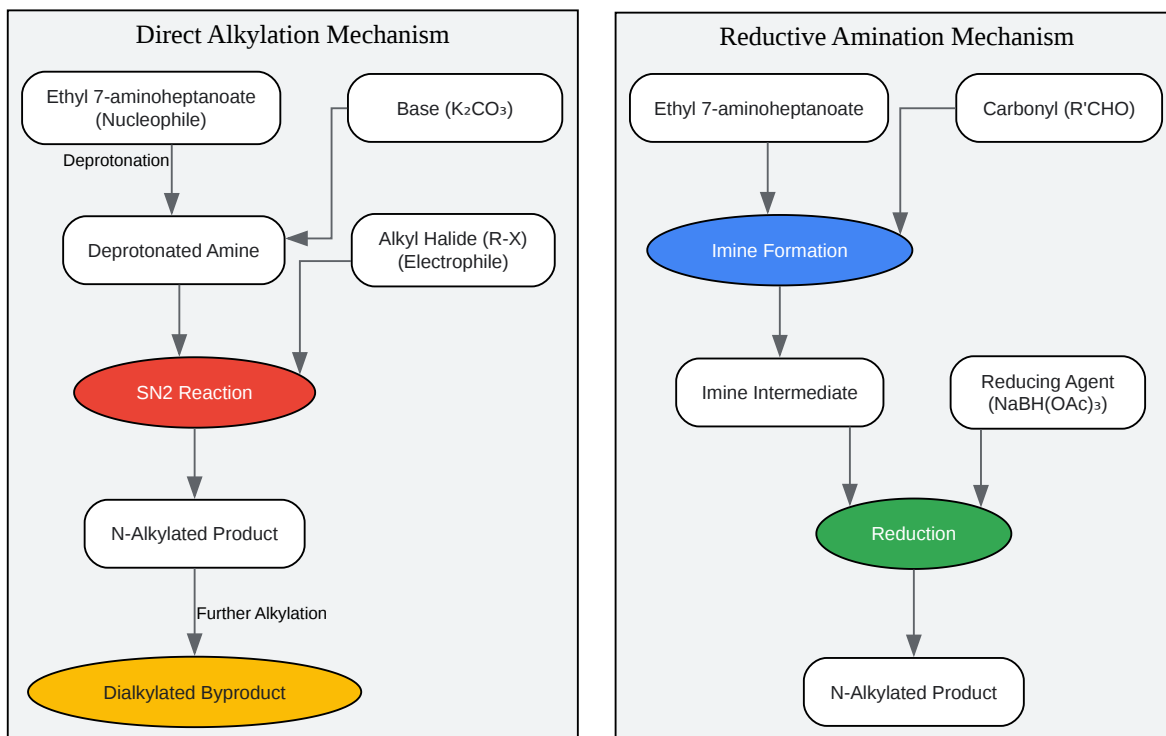 Direct Alkylation Mechanism
Ethyl 7-aminoheptanoate
(Nucleophile)
Base (K₂CO₃)
Deprotonation
Deprotonated Amine
Alkyl Halide (R-X)
(Electrophile)
SN2 Reaction
N-Alkylated Product
Further Alkylation
Dialkylated Byproduct
Reductive Amination Mechanism
Ethyl 7-aminoheptanoate
Carbonyl (R'CHO)
Imine Formation
Imine Intermediate
Reducing Agent
(NaBH(OAc)₃)
Reduction
N-Alkylated Product